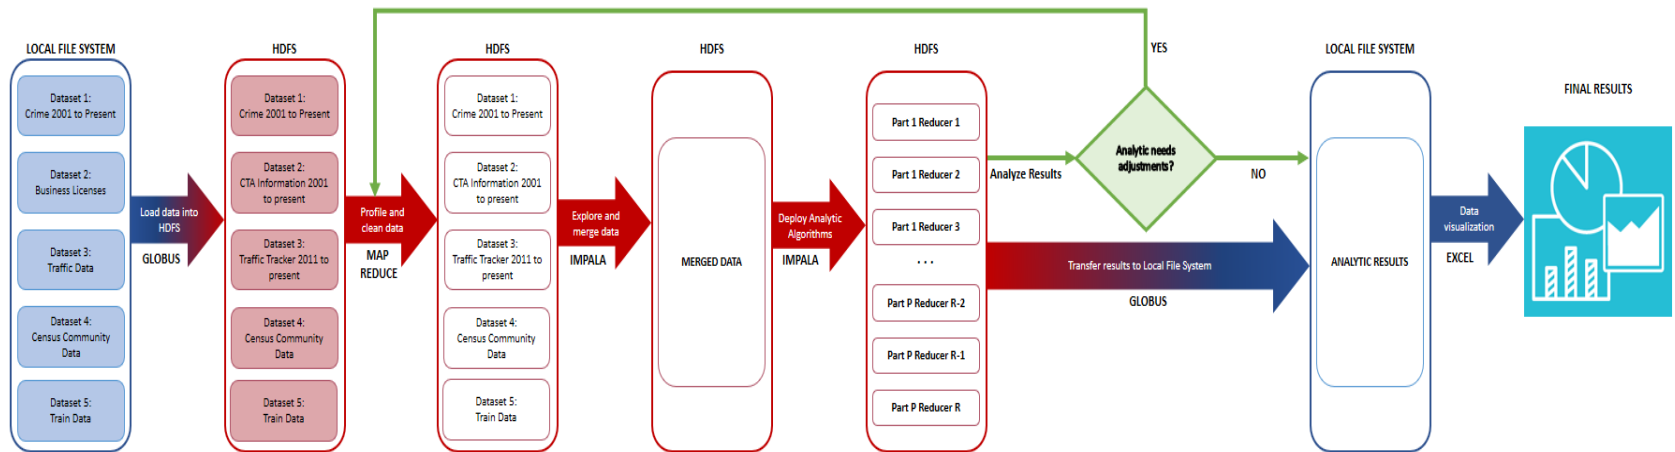 LOCAL FILE SYSTEM
Dataset 1:
Crime 2001 to Present
Dataset 2:
Business Licenses
Dataset 3:
Traffic Data
Dataset 4:
Census Community
Data
Dataset 5:
Train Data
Load data into
HDFS
GLOBUS
HDFS
Dataset 1:
Crime 2001 to Present
Dataset 2:
CTA Information 2001
to present
Dataset 3:
Traffic Tracker 2011 to
present
Dataset 4:
Census Community
Data
Dataset 5:
Train Data
Profile and
clean data
MAP
REDUCE
HDFS
Dataset 1:
Crime 2001 to Present
Dataset 2:
CTA Information 2001
to present
Dataset 3:
Traffic Tracker 2011 to
present
Dataset 4:
Census Community
Data
Dataset 5:
Train Data
Explore and
merge data
IMPALA
HDFS
MERGED DATA
Deploy Analytic
Algorithms
IMPALA
HDFS
Part 1 Reducer 1
Part 1 Reducer 2
Part 1 Reducer 3
...
Part P Reducer R-2
Part P Reducer R-1
Part P Reducer R
Analyze Results
Analytic needs
adjustments?
YES
NO
Transfer results to Local File System
GLOBUS
LOCAL FILE SYSTEM
ANALYTIC RESULTS
Data
visualization
EXCEL
FINAL RESULTS